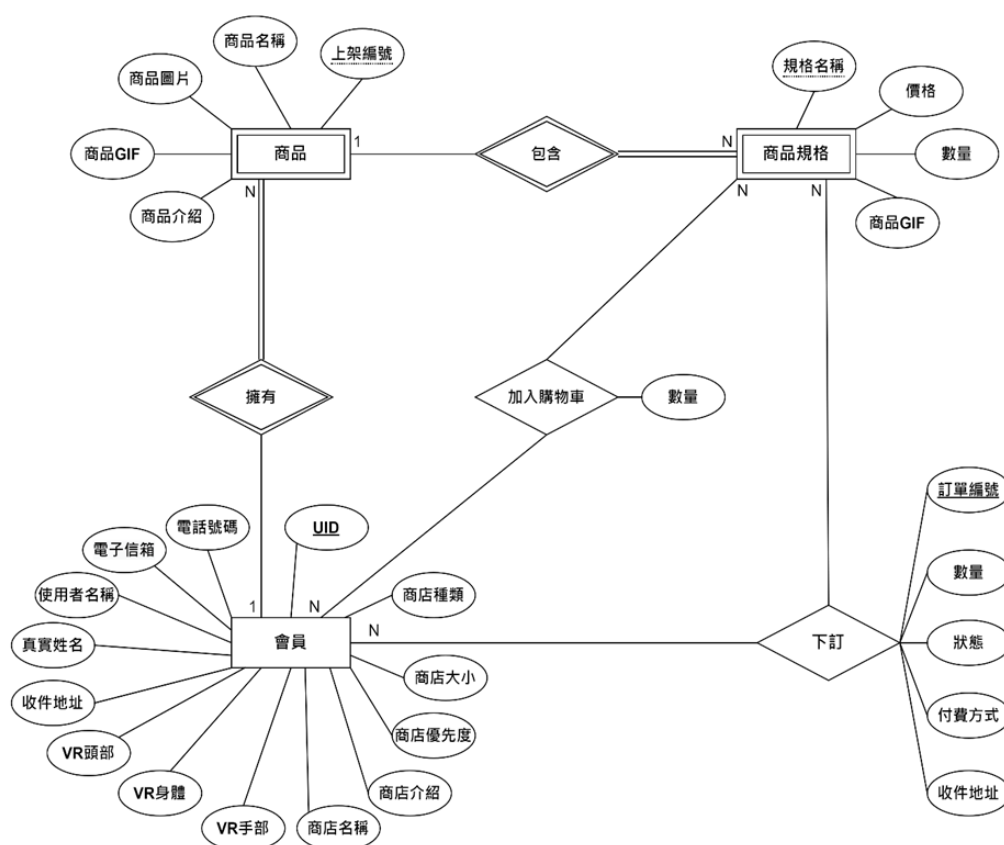 商品名稱
上架編號
商品圖片
商品GIF
商品介紹
商品
1
N
包含
N
規格名稱
價格
數量
商品GIF
商品規格
N
N
擁有
加入購物車
數量
訂單編號
數量
狀態
付費方式
收件地址
下訂
1
N
N
會員
UID
電話號碼
電子信箱
使用者名稱
真實姓名
收件地址
VR頭部
VR身體
VR手部
商店名稱
商店介紹
商店優先度
商店大小
商店種類